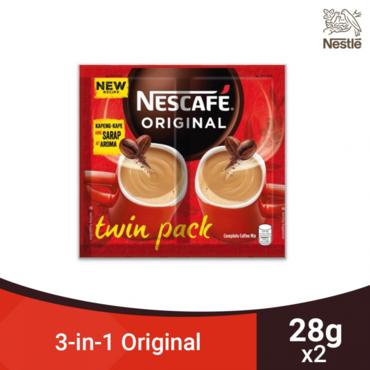 Nestlé
NEW
NESCAFÉ
ORIGINAL
KAPENG-KAPE
SARAP
AROMA
twin pack
Complete Coffee Mix
3-in-1 Original
28g
x2